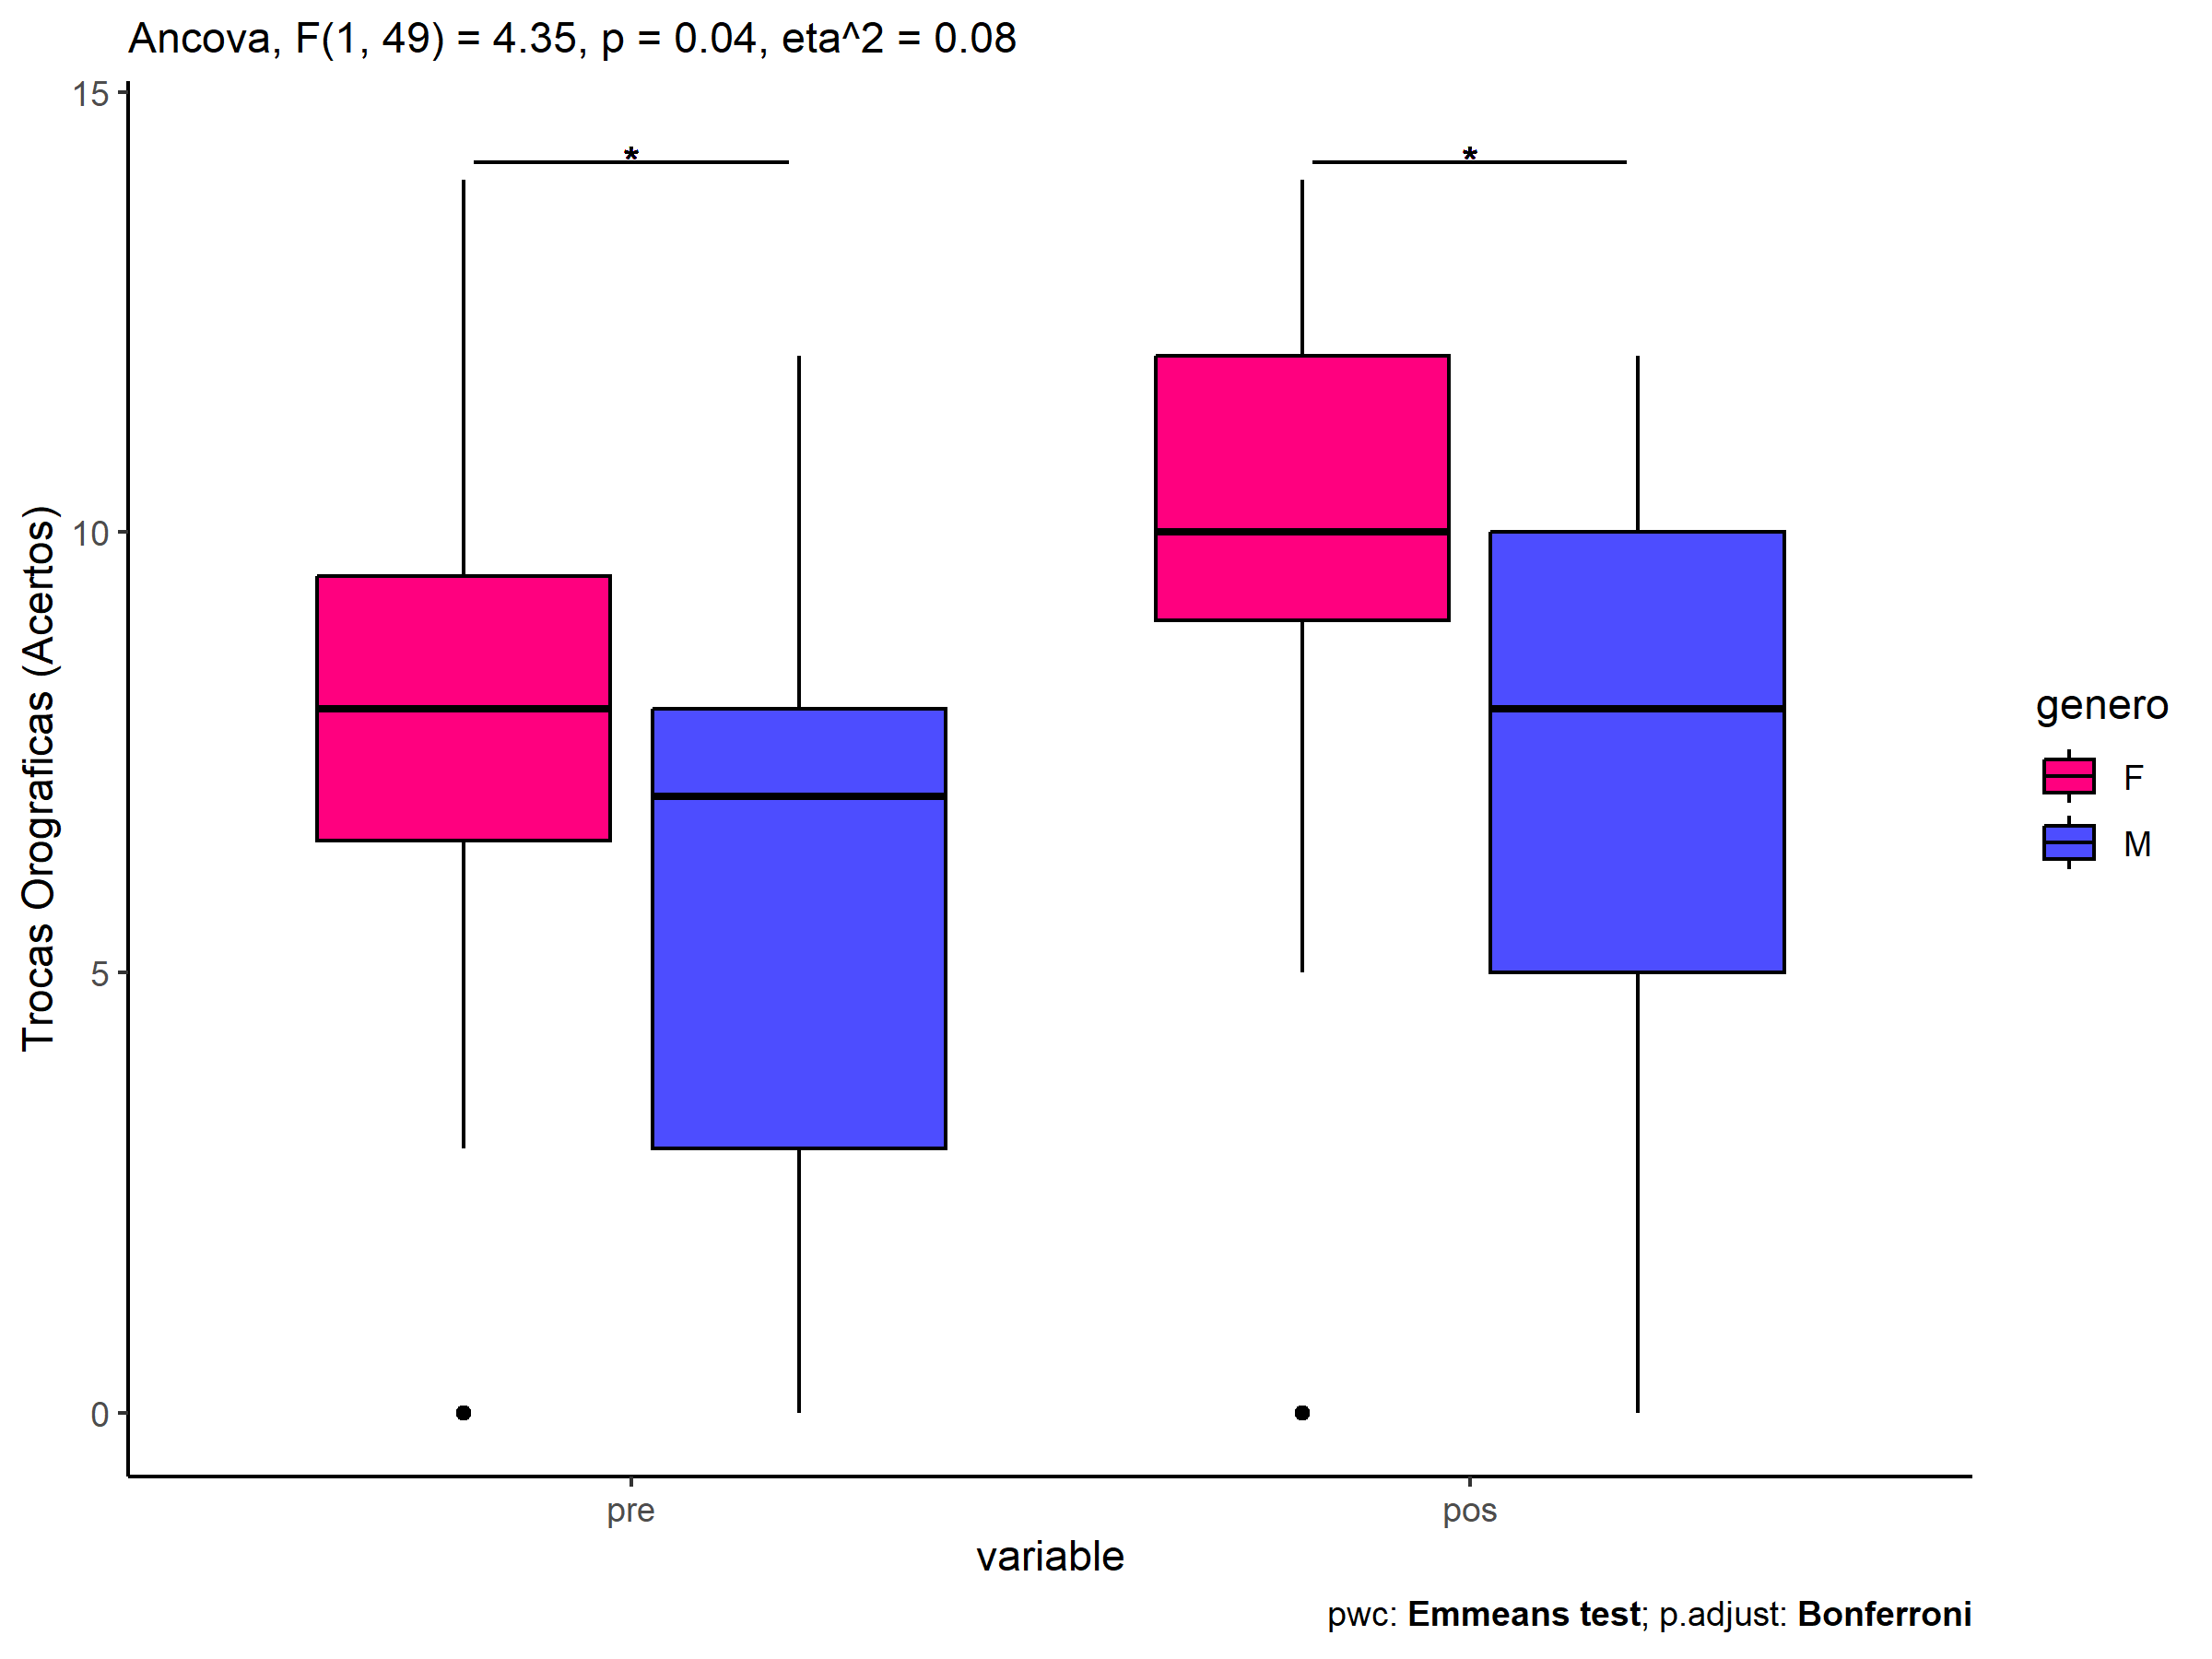 Ancova, F(1, 49) = 4.35, p = 0.04, eta^2 = 0.08
Trocas Orograficas (Acertos)
15
10
5
0
*
*
pre
pos
variable
genero
F
M
pwc: Emmeans test; p.adjust: Bonferroni